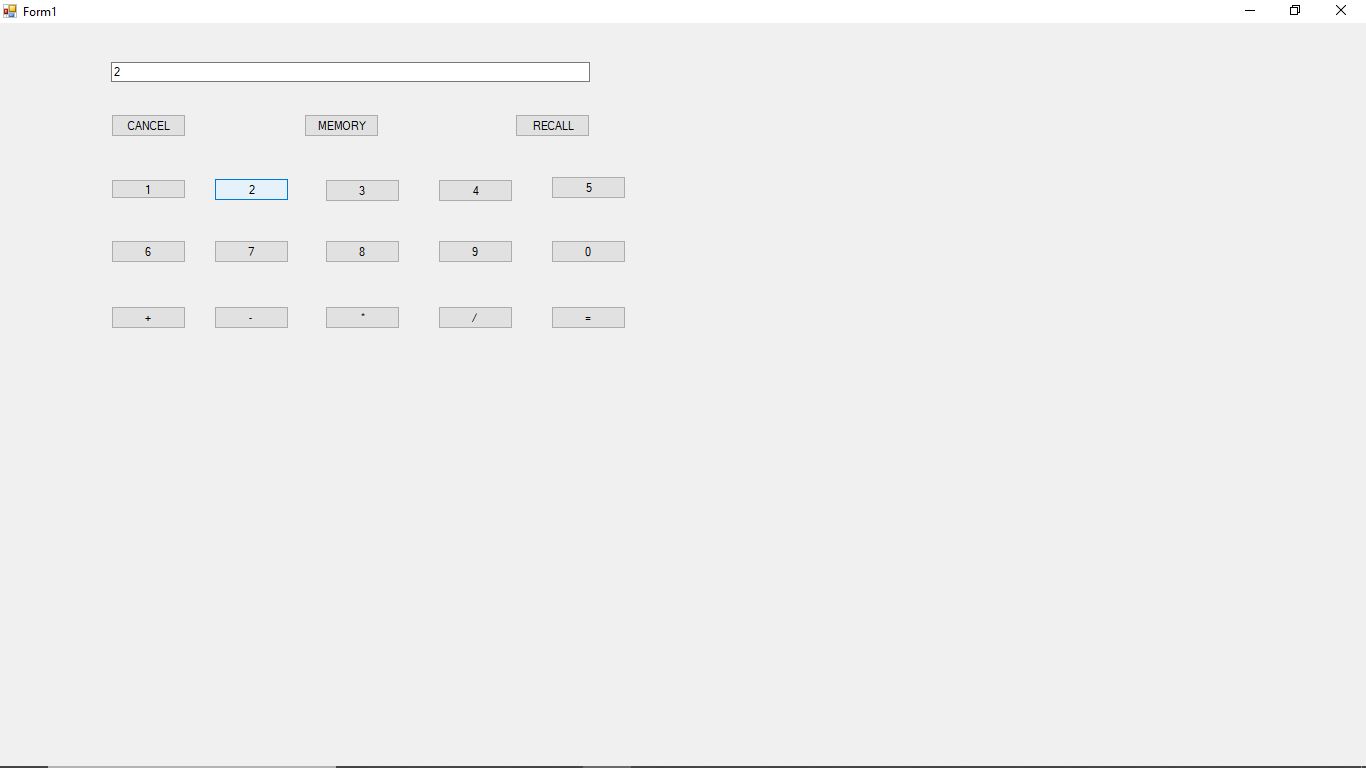 Form1
2
CANCEL MEMORY RECALL
1 2 3 4 5
6 7 8 9 0
+ - * / =